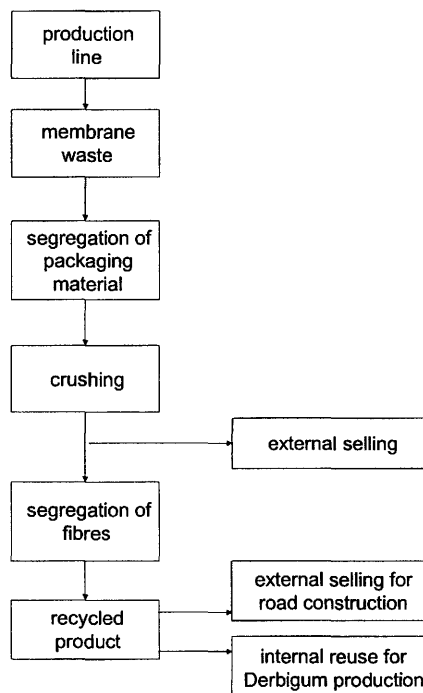 production
line
membrane
waste
segregation of
packaging
material
crushing
external selling
segregation of
fibres
external selling for
road construction
recycled
product
internal reuse for
Derbigum production